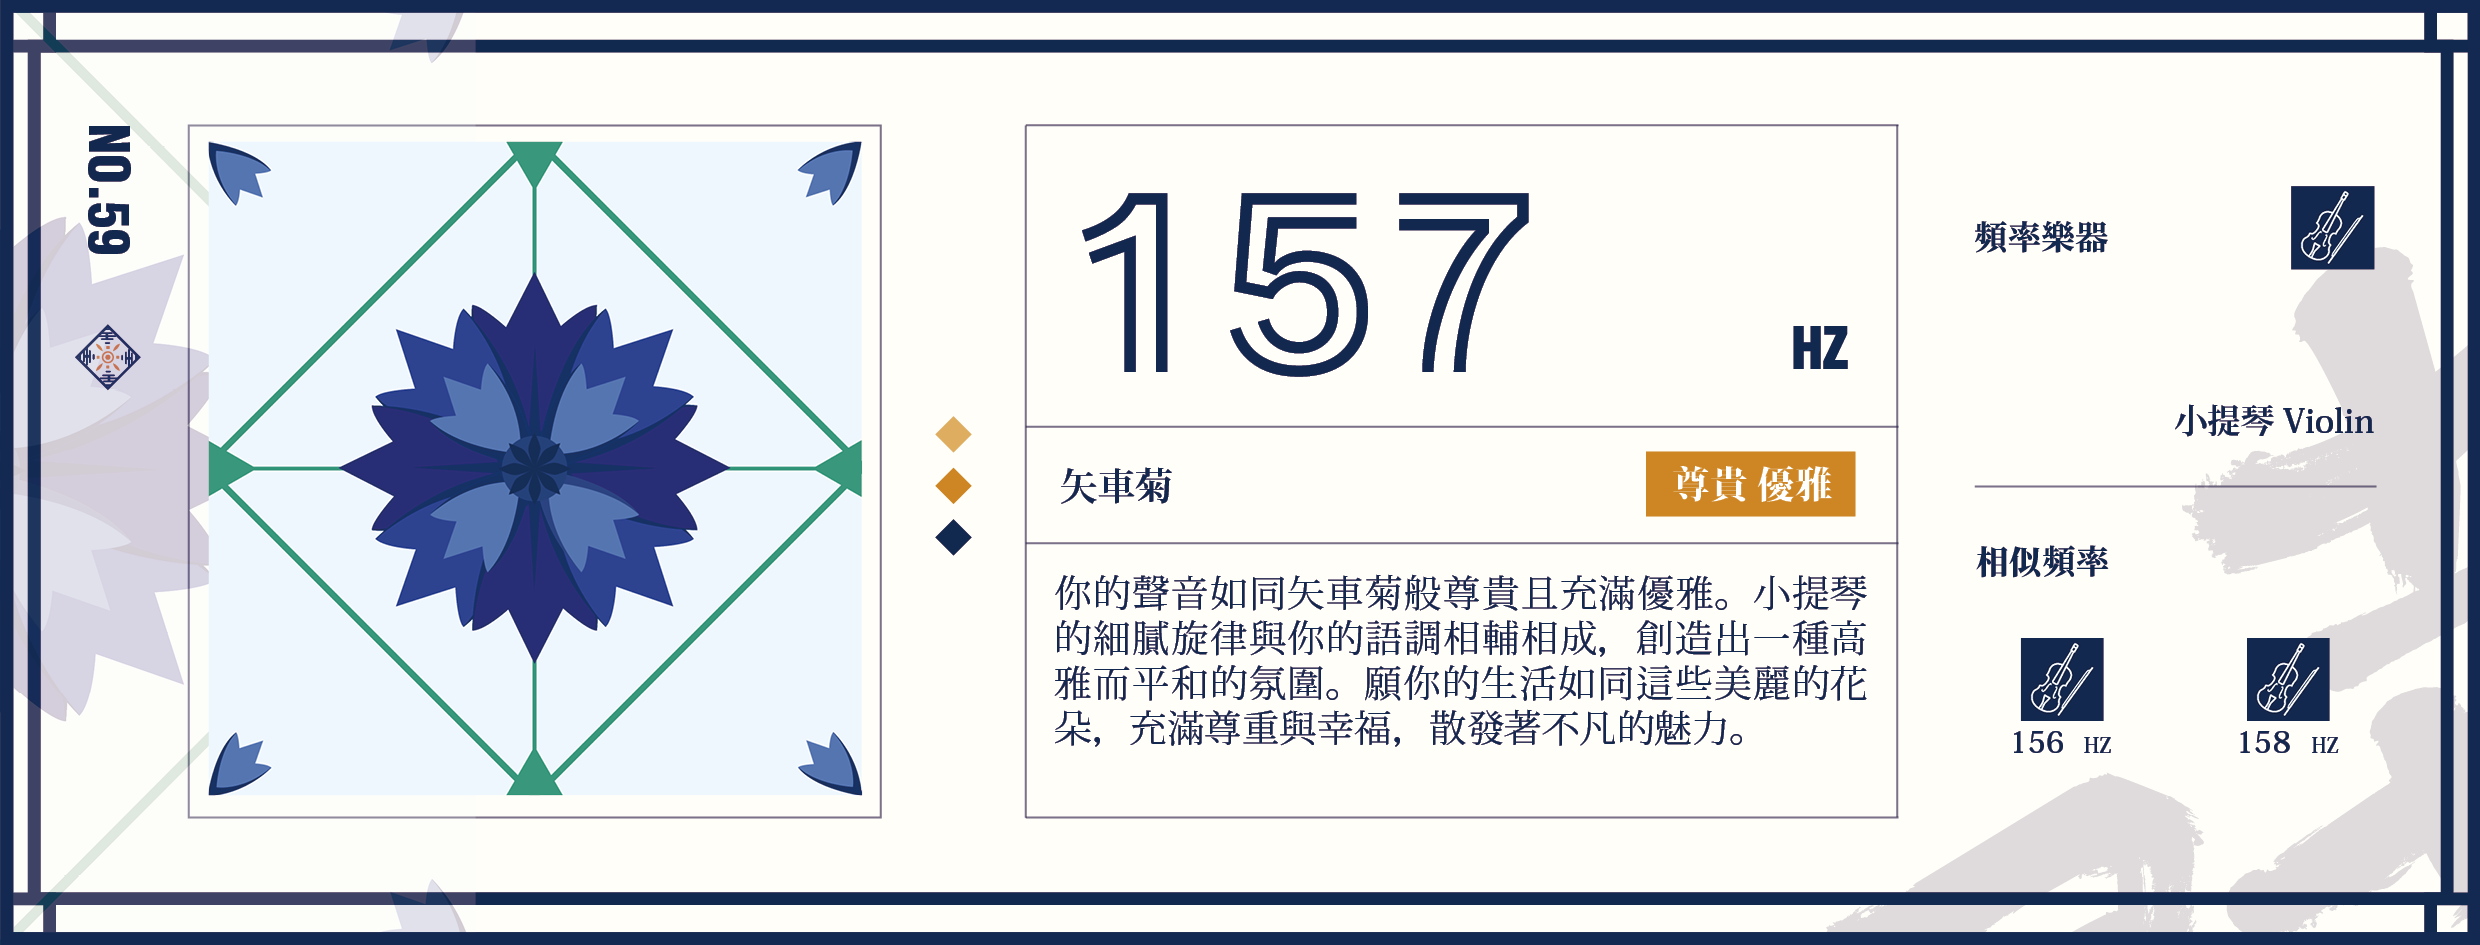 NO.59
157
HZ
矢車菊
尊貴 優雅
你的聲音如同矢車菊般尊貴且充滿優雅。小提琴
的細膩旋律與你的語調相輔相成，創造出一種高
雅而平和的氛圍。願你的生活如同這些美麗的花
朵，充滿尊重與幸福，散發著不凡的魅力。
頻率樂器
小提琴 Violin
相似頻率
156 HZ
158 HZ